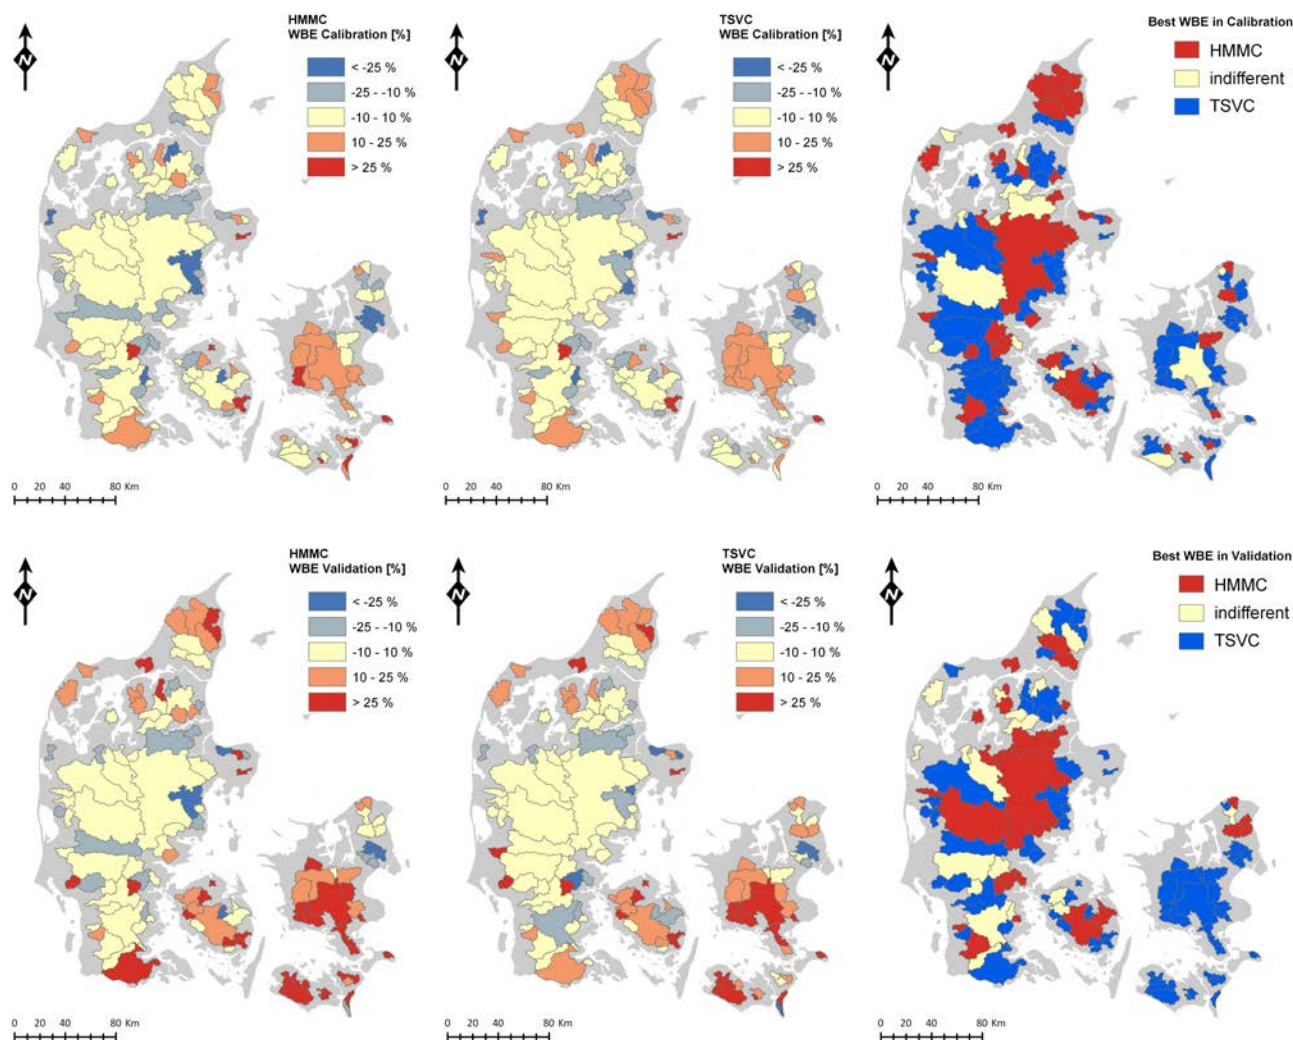 N
HMMC
WBE Calibration [%]
< -25 %
-25 - -10 %
-10 - 10 %
10 - 25 %
> 25 %
0 20 40 80 Km
N
TSVC
WBE Calibration [%]
< -25 %
-25 - -10 %
-10 - 10 %
10 - 25 %
> 25 %
0 20 40 80 Km
N
Best WBE in Calibration
HMMC
indifferent
TSVC
0 20 40 80 Km
N
HMMC
WBE Validation [%]
< -25 %
-25 - -10 %
-10 - 10 %
10 - 25 %
> 25 %
0 20 40 80 Km
N
TSVC
WBE Validation [%]
< -25 %
-25 - -10 %
-10 - 10 %
10 - 25 %
> 25 %
0 20 40 80 Km
N
Best WBE in Validation
HMMC
indifferent
TSVC
0 20 40 80 Km